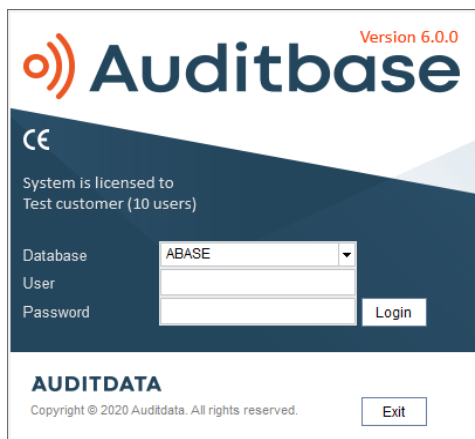 Version 6.0.0
Auditbase
CE
System is licensed to
Test customer (10 users)
Database ABASE
User
Password Login
AUDITDATA
Copyright © 2020 Auditdata. All rights reserved. Exit